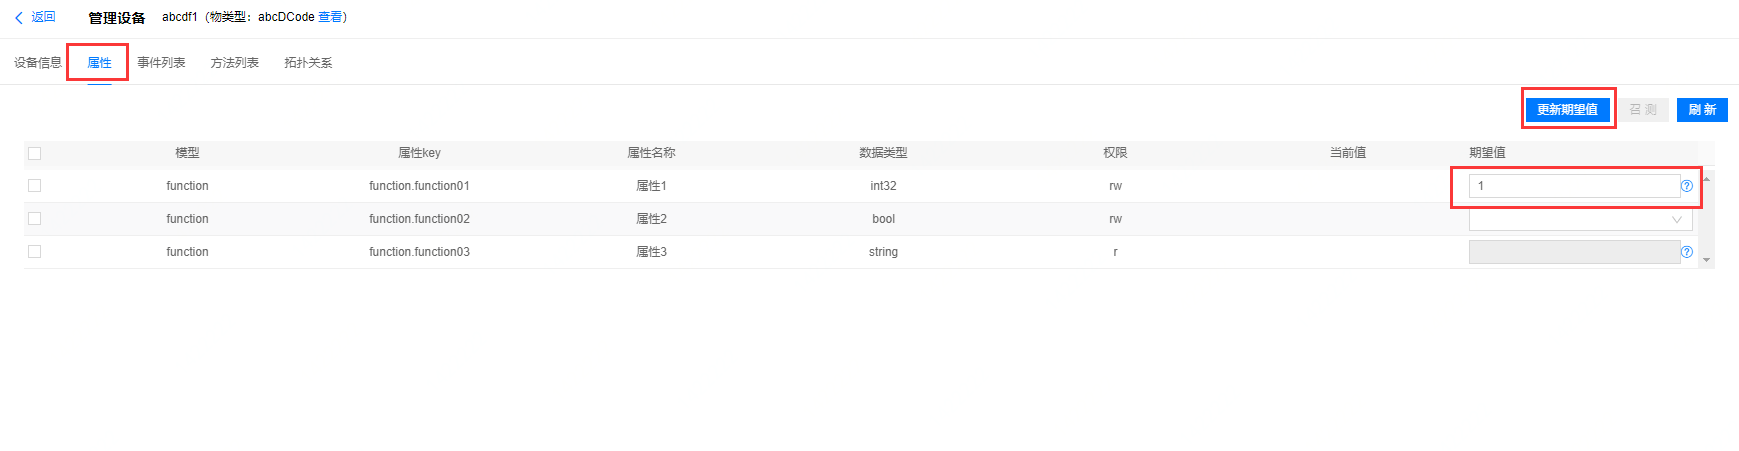 返回 管理设备 abcdf1（物类型：abcDCode 查看）
设备信息 属性 事件列表 方法列表 拓扑关系
更新期望值 召 测 刷 新
模型 属性key 属性名称 数据类型 权限 当前值 期望值
function function.function01 属性1 int32 rw 1 ?
function function.function02 属性2 bool rw
function function.function03 属性3 string r ?